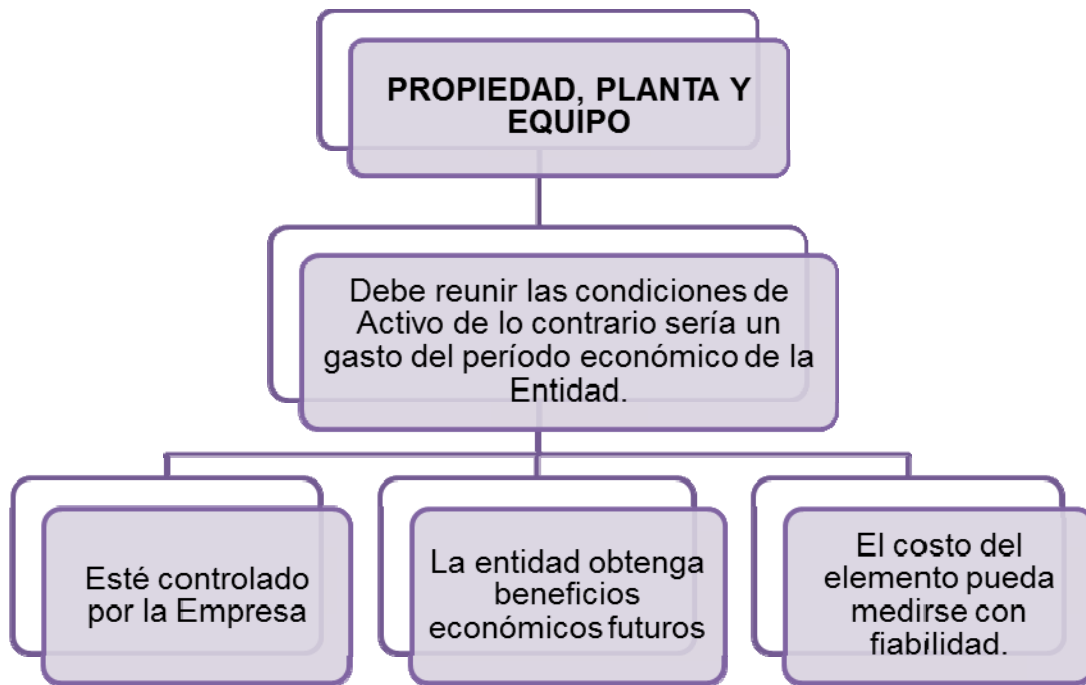 PROPIEDAD, PLANTA Y
EQUIPO
Debe reunir las condiciones de
Activo de lo contrario sería un
gasto del período económico de la
Entidad.
Esté controlado
por la Empresa
La entidad obtenga
beneficios
económicos futuros
El costo del
elemento pueda
medirse con
fiabilidad.